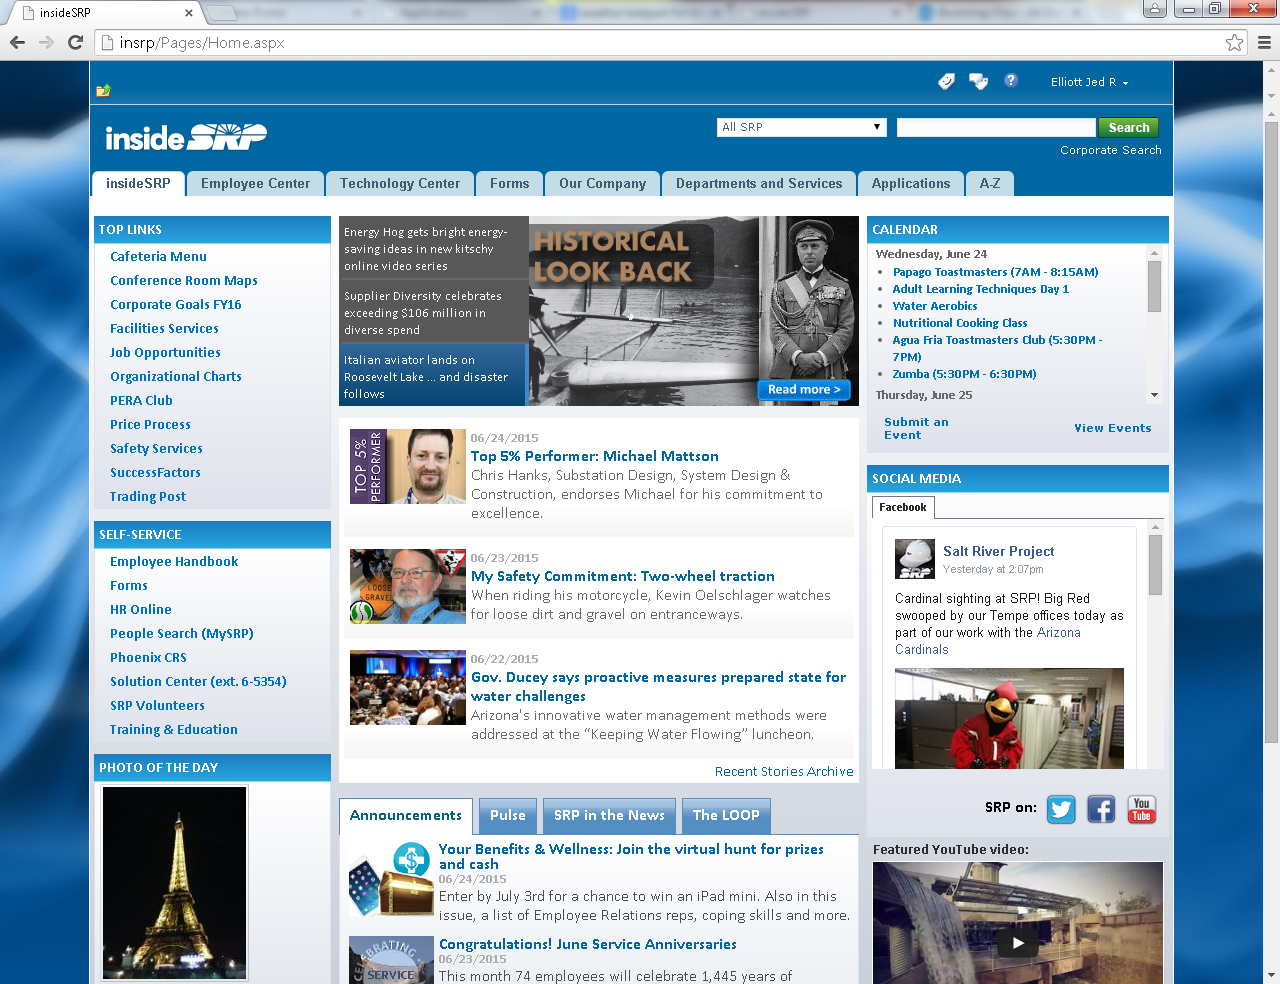 insideSRP
insrp/Pages/Home.aspx
Elliott Jed R
insideSRP
All SRP
Search
Corporate Search
insideSRP
Employee Center
Technology Center
Forms
Our Company
Departments and Services
Applications
A-Z
TOP LINKS
Cafeteria Menu
Conference Room Maps
Corporate Goals FY16
Facilities Services
Job Opportunities
Organizational Charts
PERA Club
Price Process
Safety Services
SuccessFactors
Trading Post
SELF-SERVICE
Employee Handbook
Forms
HR Online
People Search (MySRP)
Phoenix CRS
Solution Center (ext. 6-5354)
SRP Volunteers
Training & Education
PHOTO OF THE DAY
Energy Hog gets bright energy-
saving ideas in new kitschy
online video series
Supplier Diversity celebrates
exceeding $106 million in
diverse spend
Italian aviator lands on
Roosevelt Lake ... and disaster
follows
HISTORICAL
LOOK BACK
Read more >
TOP 5%
PERFORMER
06/24/2015
Top 5% Performer: Michael Mattson
Chris Hanks, Substation Design, System Design &
Construction, endorses Michael for his commitment to
excellence.
LOOSE
GRAVEL
06/23/2015
My Safety Commitment: Two-wheel traction
When riding his motorcycle, Kevin Oelschlager watches
for loose dirt and gravel on entranceways.
06/22/2015
Gov. Ducey says proactive measures prepared state for
water challenges
Arizona's innovative water management methods were
addressed at the “Keeping Water Flowing” luncheon.
Recent Stories Archive
Announcements
Pulse
SRP in the News
The LOOP
Your Benefits & Wellness: Join the virtual hunt for prizes
and cash
06/24/2015
Enter by July 3rd for a chance to win an iPad mini. Also in this
issue, a list of Employee Relations reps, coping skills and more.
CELEBRATING
SERVICE
Congratulations! June Service Anniversaries
06/23/2015
This month 74 employees will celebrate 1,445 years of
CALENDAR
Wednesday, June 24
Papago Toastmasters (7AM - 8:15AM)
Adult Learning Techniques Day 1
Water Aerobics
Nutritional Cooking Class
Agua Fria Toastmasters Club (5:30PM -
7PM)
Zumba (5:30PM - 6:30PM)
Thursday, June 25
Submit an
Event
View Events
SOCIAL MEDIA
Facebook
SRP
Salt River Project
Yesterday at 2:07pm
Cardinal sighting at SRP! Big Red
swooped by our Tempe offices today as
part of our work with the Arizona
Cardinals
SRP on:
You
Tube
Featured YouTube video: